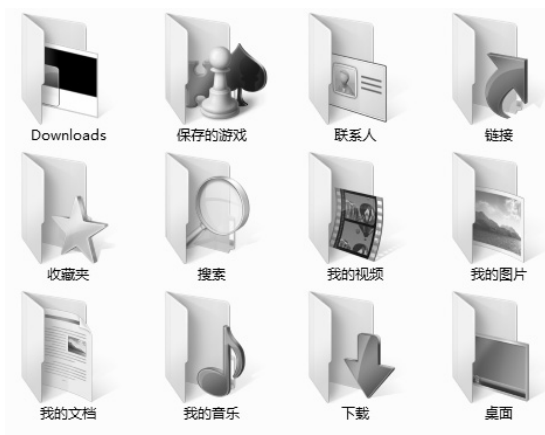 Downloads
保存的游戏
联系人
链接
收藏夹
搜索
我的视频
我的图片
我的文档
我的音乐
下载
桌面